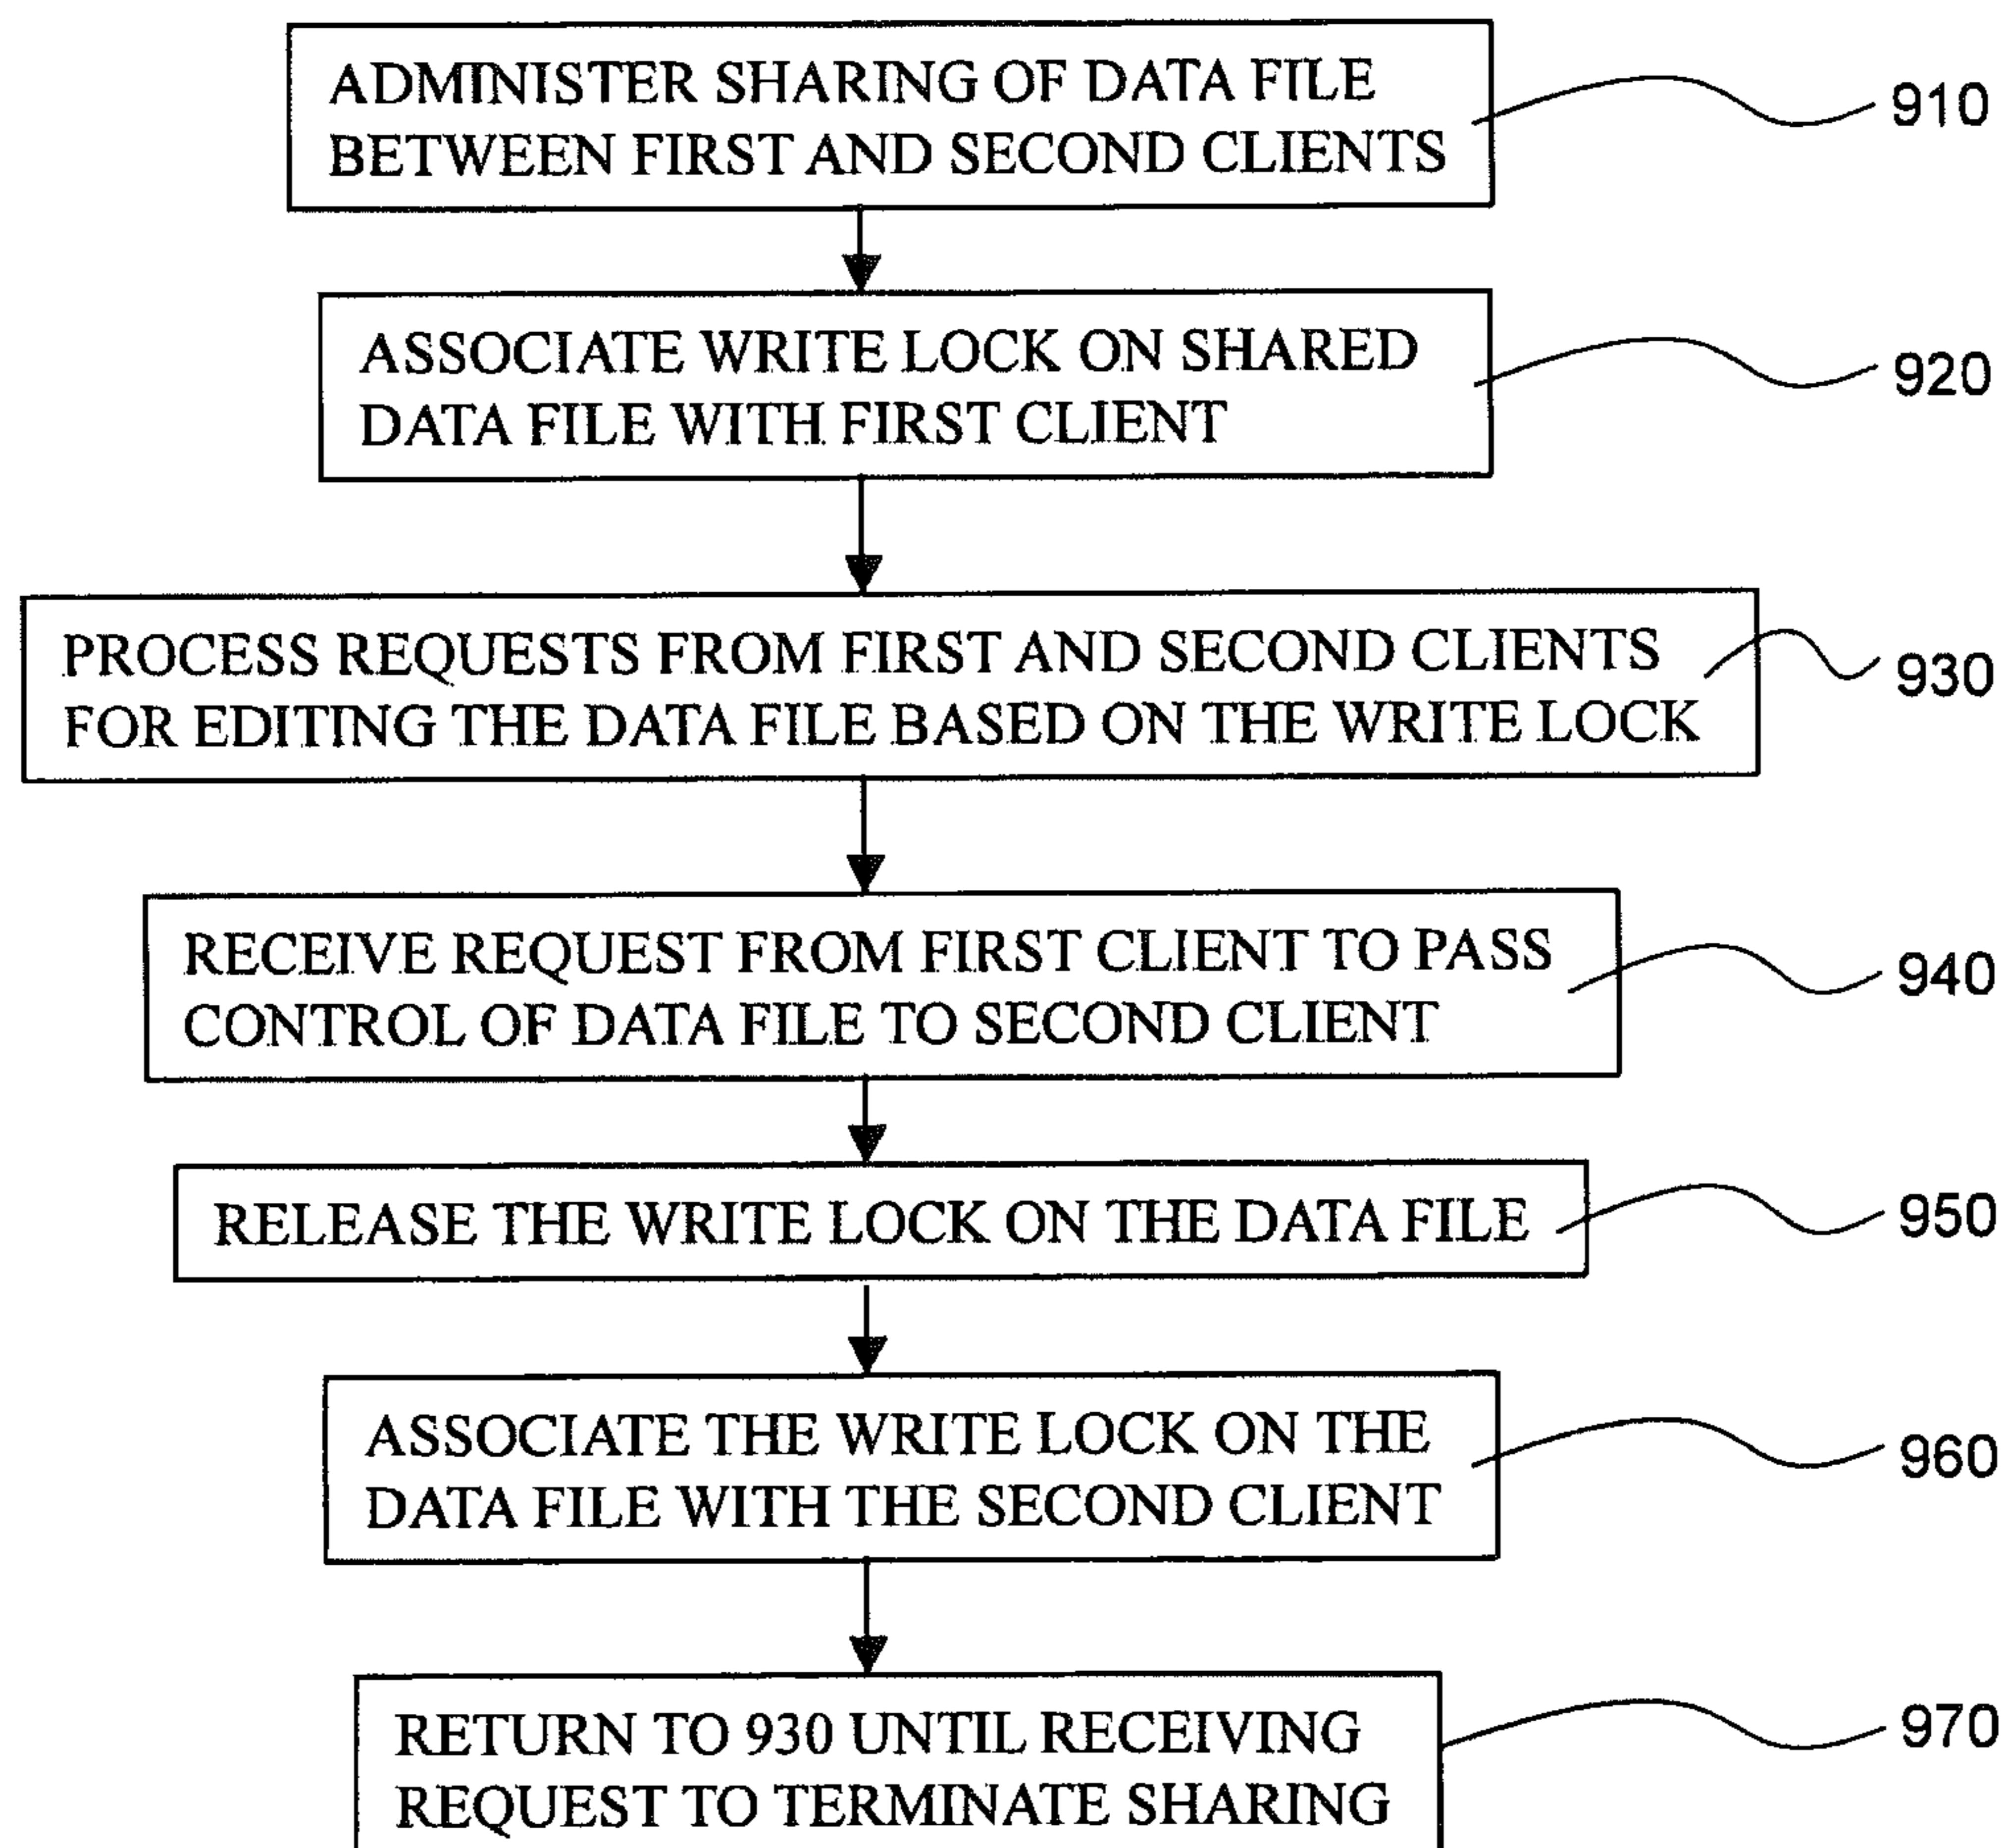 ADMINISTER SHARING OF DATA FILE
BETWEEN FIRST AND SECOND CLIENTS
910
ASSOCIATE WRITE LOCK ON SHARED
DATA FILE WITH FIRST CLIENT
920
PROCESS REQUESTS FROM FIRST AND SECOND CLIENTS
FOR EDITING THE DATA FILE BASED ON THE WRITE LOCK
930
RECEIVE REQUEST FROM FIRST CLIENT TO PASS
CONTROL OF DATA FILE TO SECOND CLIENT
940
RELEASE THE WRITE LOCK ON THE DATA FILE
950
ASSOCIATE THE WRITE LOCK ON THE
DATA FILE WITH THE SECOND CLIENT
960
RETURN TO 930 UNTIL RECEIVING
REQUEST TO TERMINATE SHARING
970